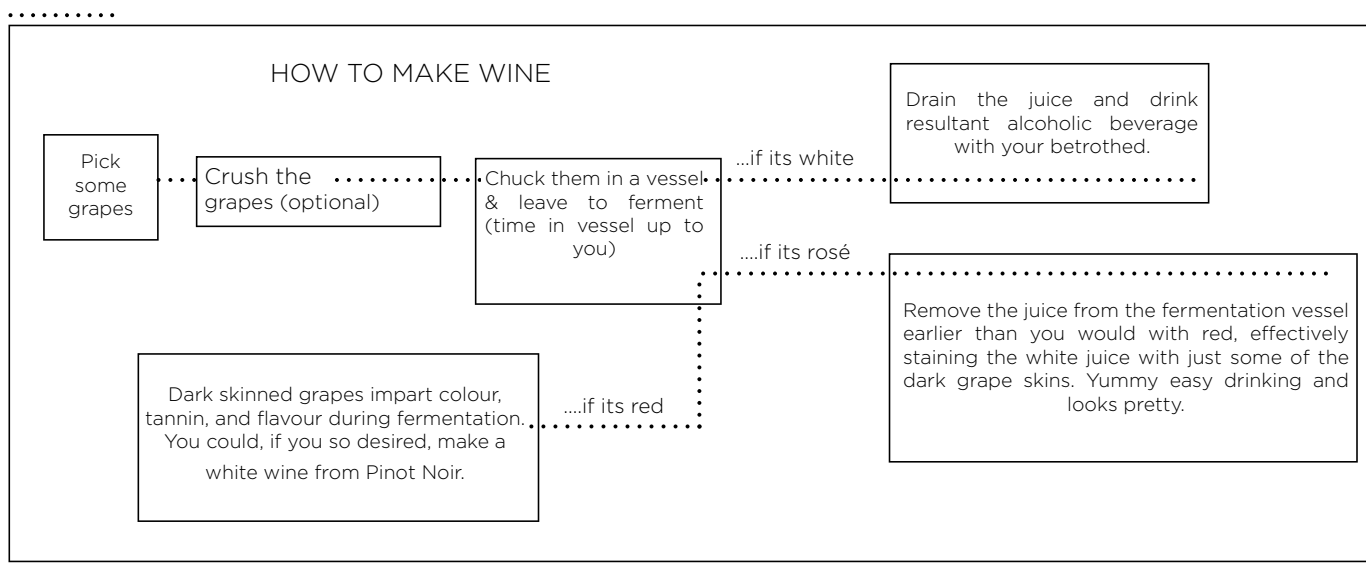 HOW TO MAKE WINE
Pick
some
grapes
Crush the
grapes (optional)
Chuck them in a vessel
& leave to ferment
(time in vessel up to
you)
...if its white
Drain the juice and drink
resultant alcoholic beverage
with your betrothed.
....if its rosé
Remove the juice from the fermentation vessel
earlier than you would with red, effectively
staining the white juice with just some of the
dark grape skins. Yummy easy drinking and
looks pretty.
....if its red
Dark skinned grapes impart colour,
tannin, and flavour during fermentation.
You could, if you so desired, make a
white wine from Pinot Noir.